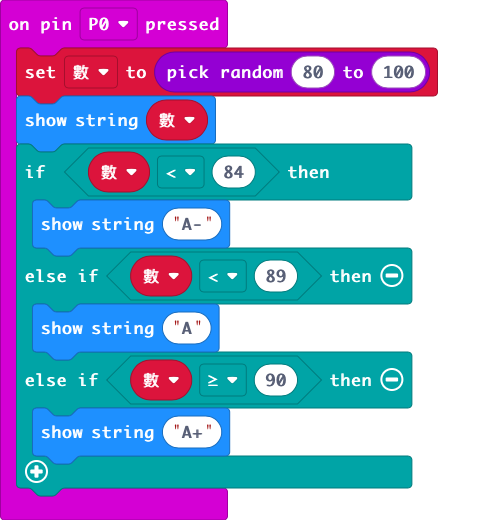 on pin P0 pressed
set 數 to pick random 80 to 100
show string 數
if 數 < 84 then
show string "A-"
else if 數 < 89 then
show string "A"
else if 數 ≥ 90 then
show string "A+"